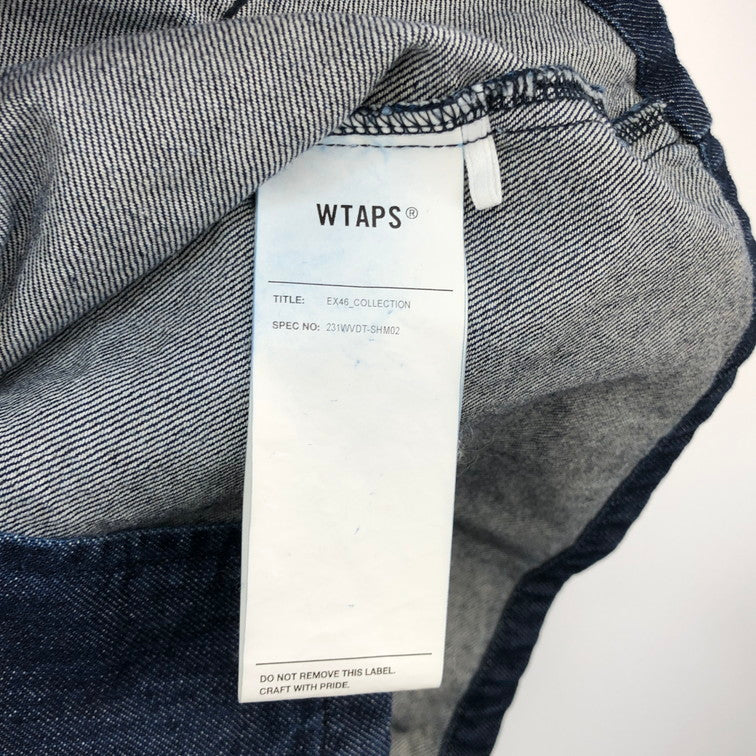 WTAPS®
TITLE: EX46_COLLECTION
SPEC NO: 231WVDT-SHM02
DO NOT REMOVE THIS LABEL.
CRAFT WITH PRIDE.